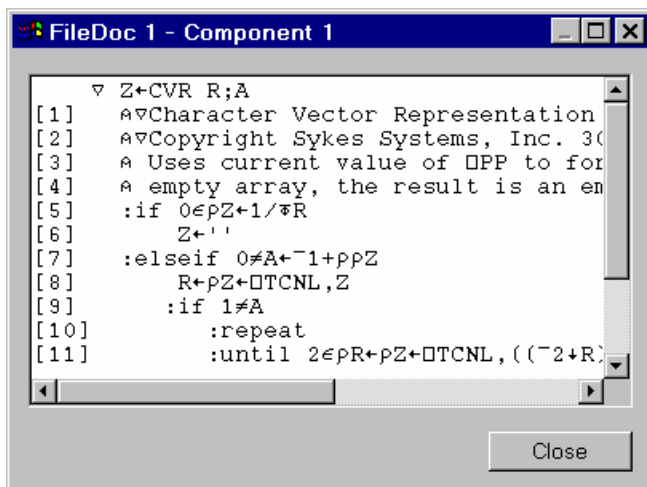 FileDoc 1 - Component 1
∇ Z←CVR R;A
[1] ⍝∇Character Vector Representation
[2] ⍝∇Copyright Sykes Systems, Inc. 3(
[3] ⍝ Uses current value of ⎕PP to for
[4] ⍝ empty array, the result is an em
[5] :if 0∊⍴Z←1/⍕R
[6] Z←''
[7] :elseif 0≠A←¯1+⍴⍴Z
[8] R←⍴Z←⎕TCNL,Z
[9] :if 1≠A
[10] :repeat
[11] :until 2∊⍴R←⍴Z←⎕TCNL,((¯2↓R)
Close